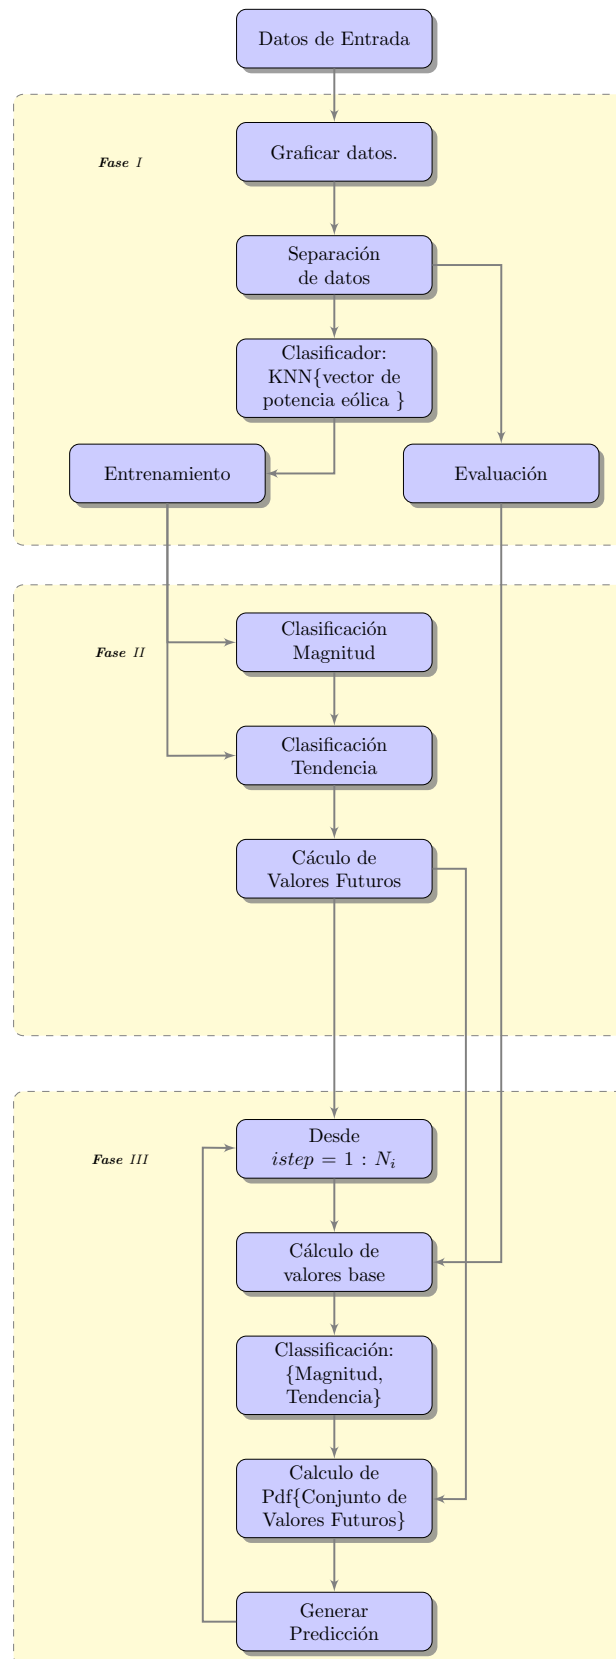 Datos de Entrada
Fase I
Graficar datos.
Separación
de datos
Clasificador:
KNN{vector de
potencia eólica }
Entrenamiento
Evaluación
Fase II
Clasificación
Magnitud
Clasificación
Tendencia
Cáculo de
Valores Futuros
Fase III
Desde
istep = 1 : N_i
Cálculo de
valores base
Classificación:
{Magnitud,
Tendencia}
Calculo de
Pdf{Conjunto de
Valores Futuros}
Generar
Predicción